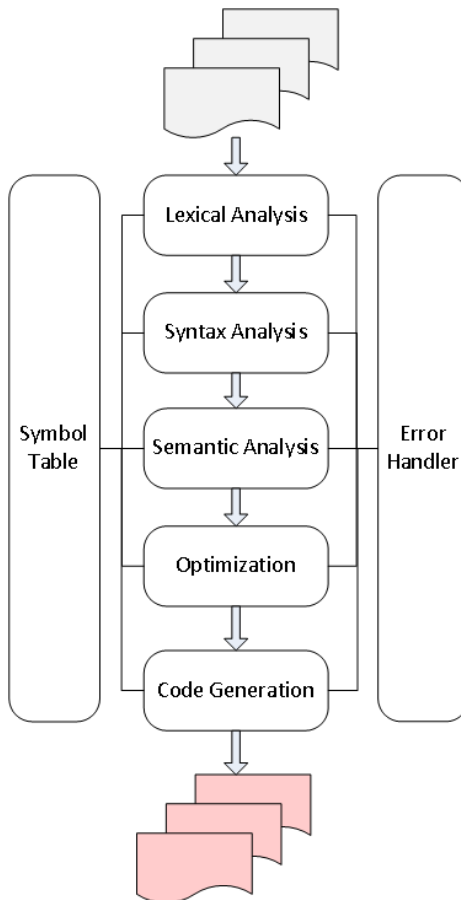 Lexical Analysis
Syntax Analysis
Symbol
Table
Semantic Analysis
Error
Handler
Optimization
Code Generation